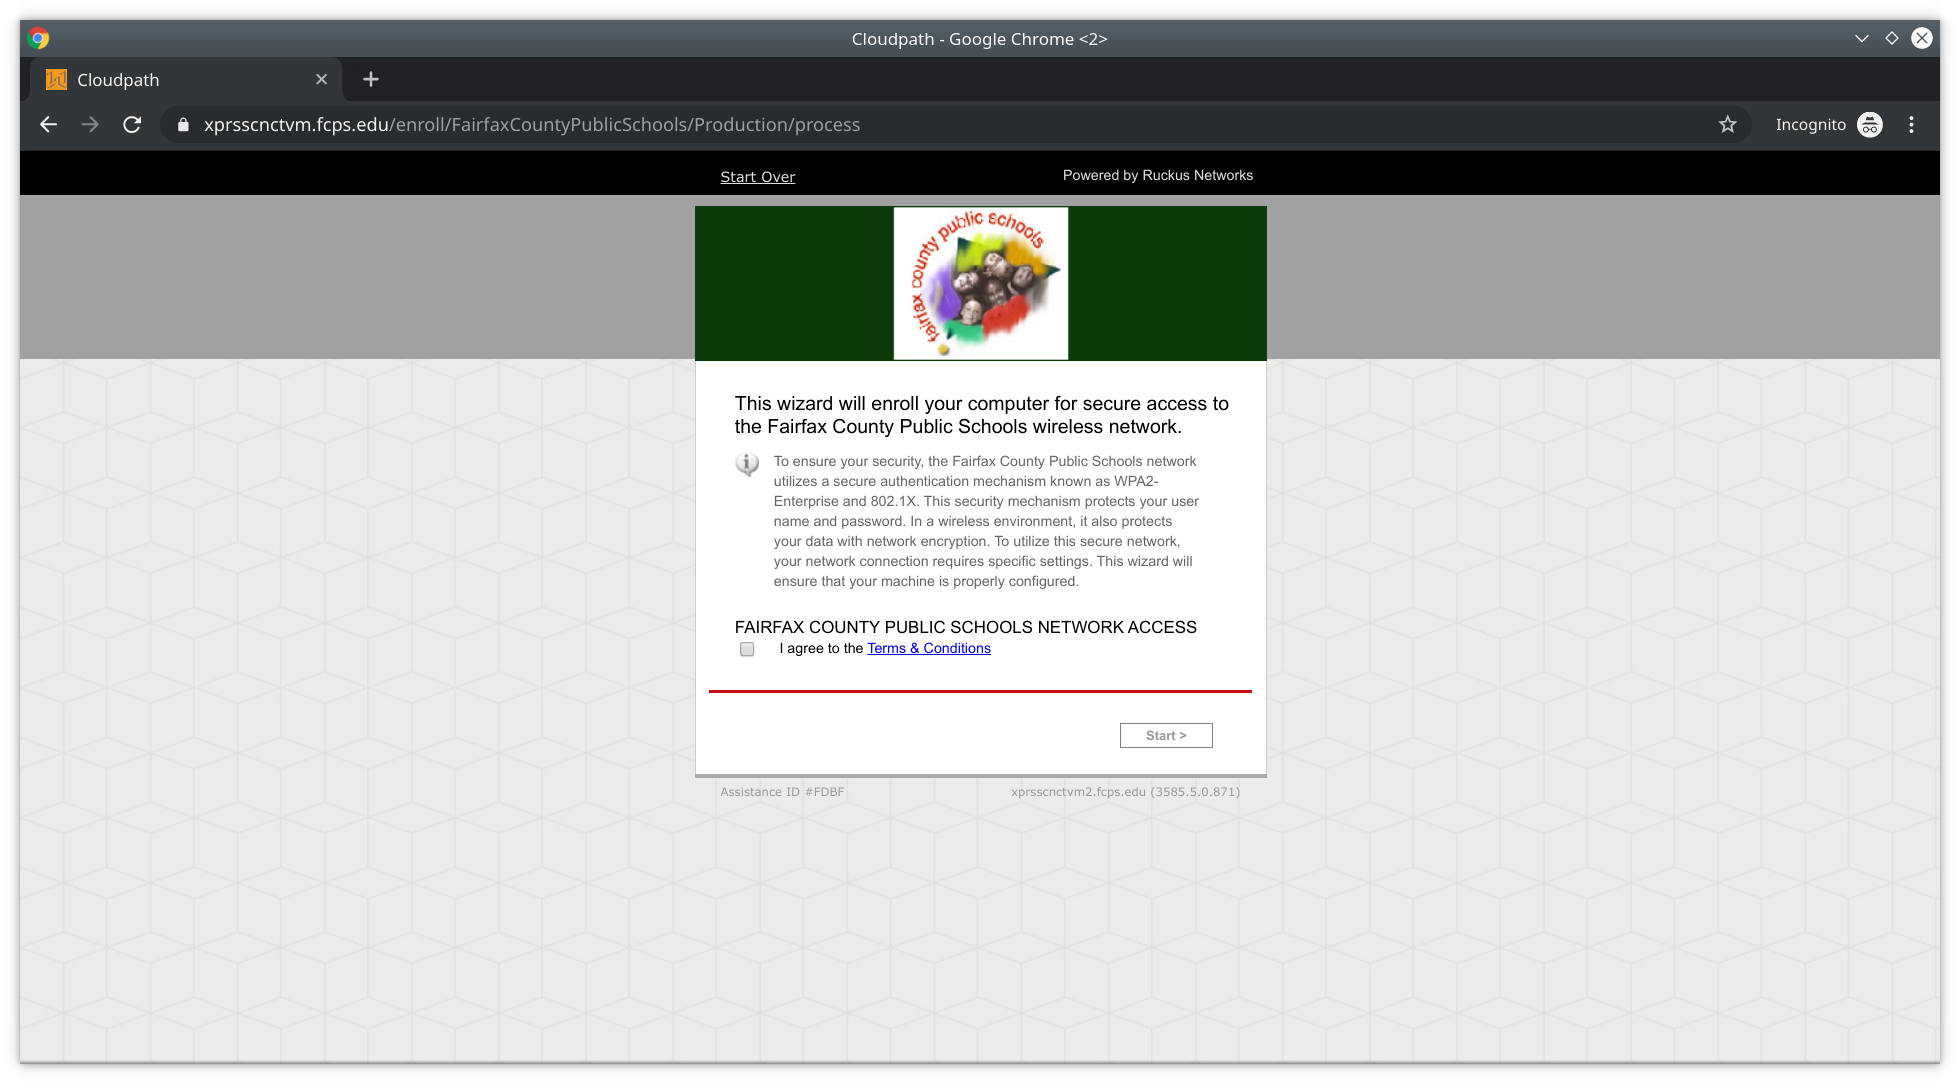 Cloudpath - Google Chrome <2>
Cloudpath
xprsscnctvm.fcps.edu/enroll/FairfaxCountyPublicSchools/Production/process
Incognito
Start Over
Powered by Ruckus Networks
fairfax county public schools
This wizard will enroll your computer for secure access to
the Fairfax County Public Schools wireless network.
To ensure your security, the Fairfax County Public Schools network
utilizes a secure authentication mechanism known as WPA2-
Enterprise and 802.1X. This security mechanism protects your user
name and password. In a wireless environment, it also protects
your data with network encryption. To utilize this secure network,
your network connection requires specific settings. This wizard will
ensure that your machine is properly configured.
FAIRFAX COUNTY PUBLIC SCHOOLS NETWORK ACCESS
I agree to the Terms & Conditions
Start >
Assistance ID #FDBF
xprsscnctvm2.fcps.edu (3585.5.0.871)